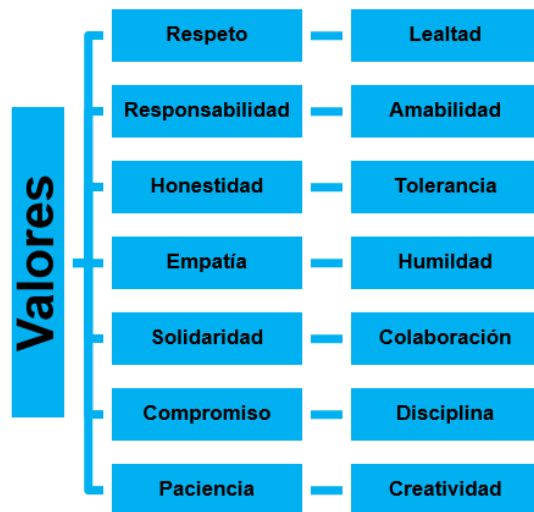 Valores
Respeto
Lealtad
Responsabilidad
Amabilidad
Honestidad
Tolerancia
Empatía
Humildad
Solidaridad
Colaboración
Compromiso
Disciplina
Paciencia
Creatividad